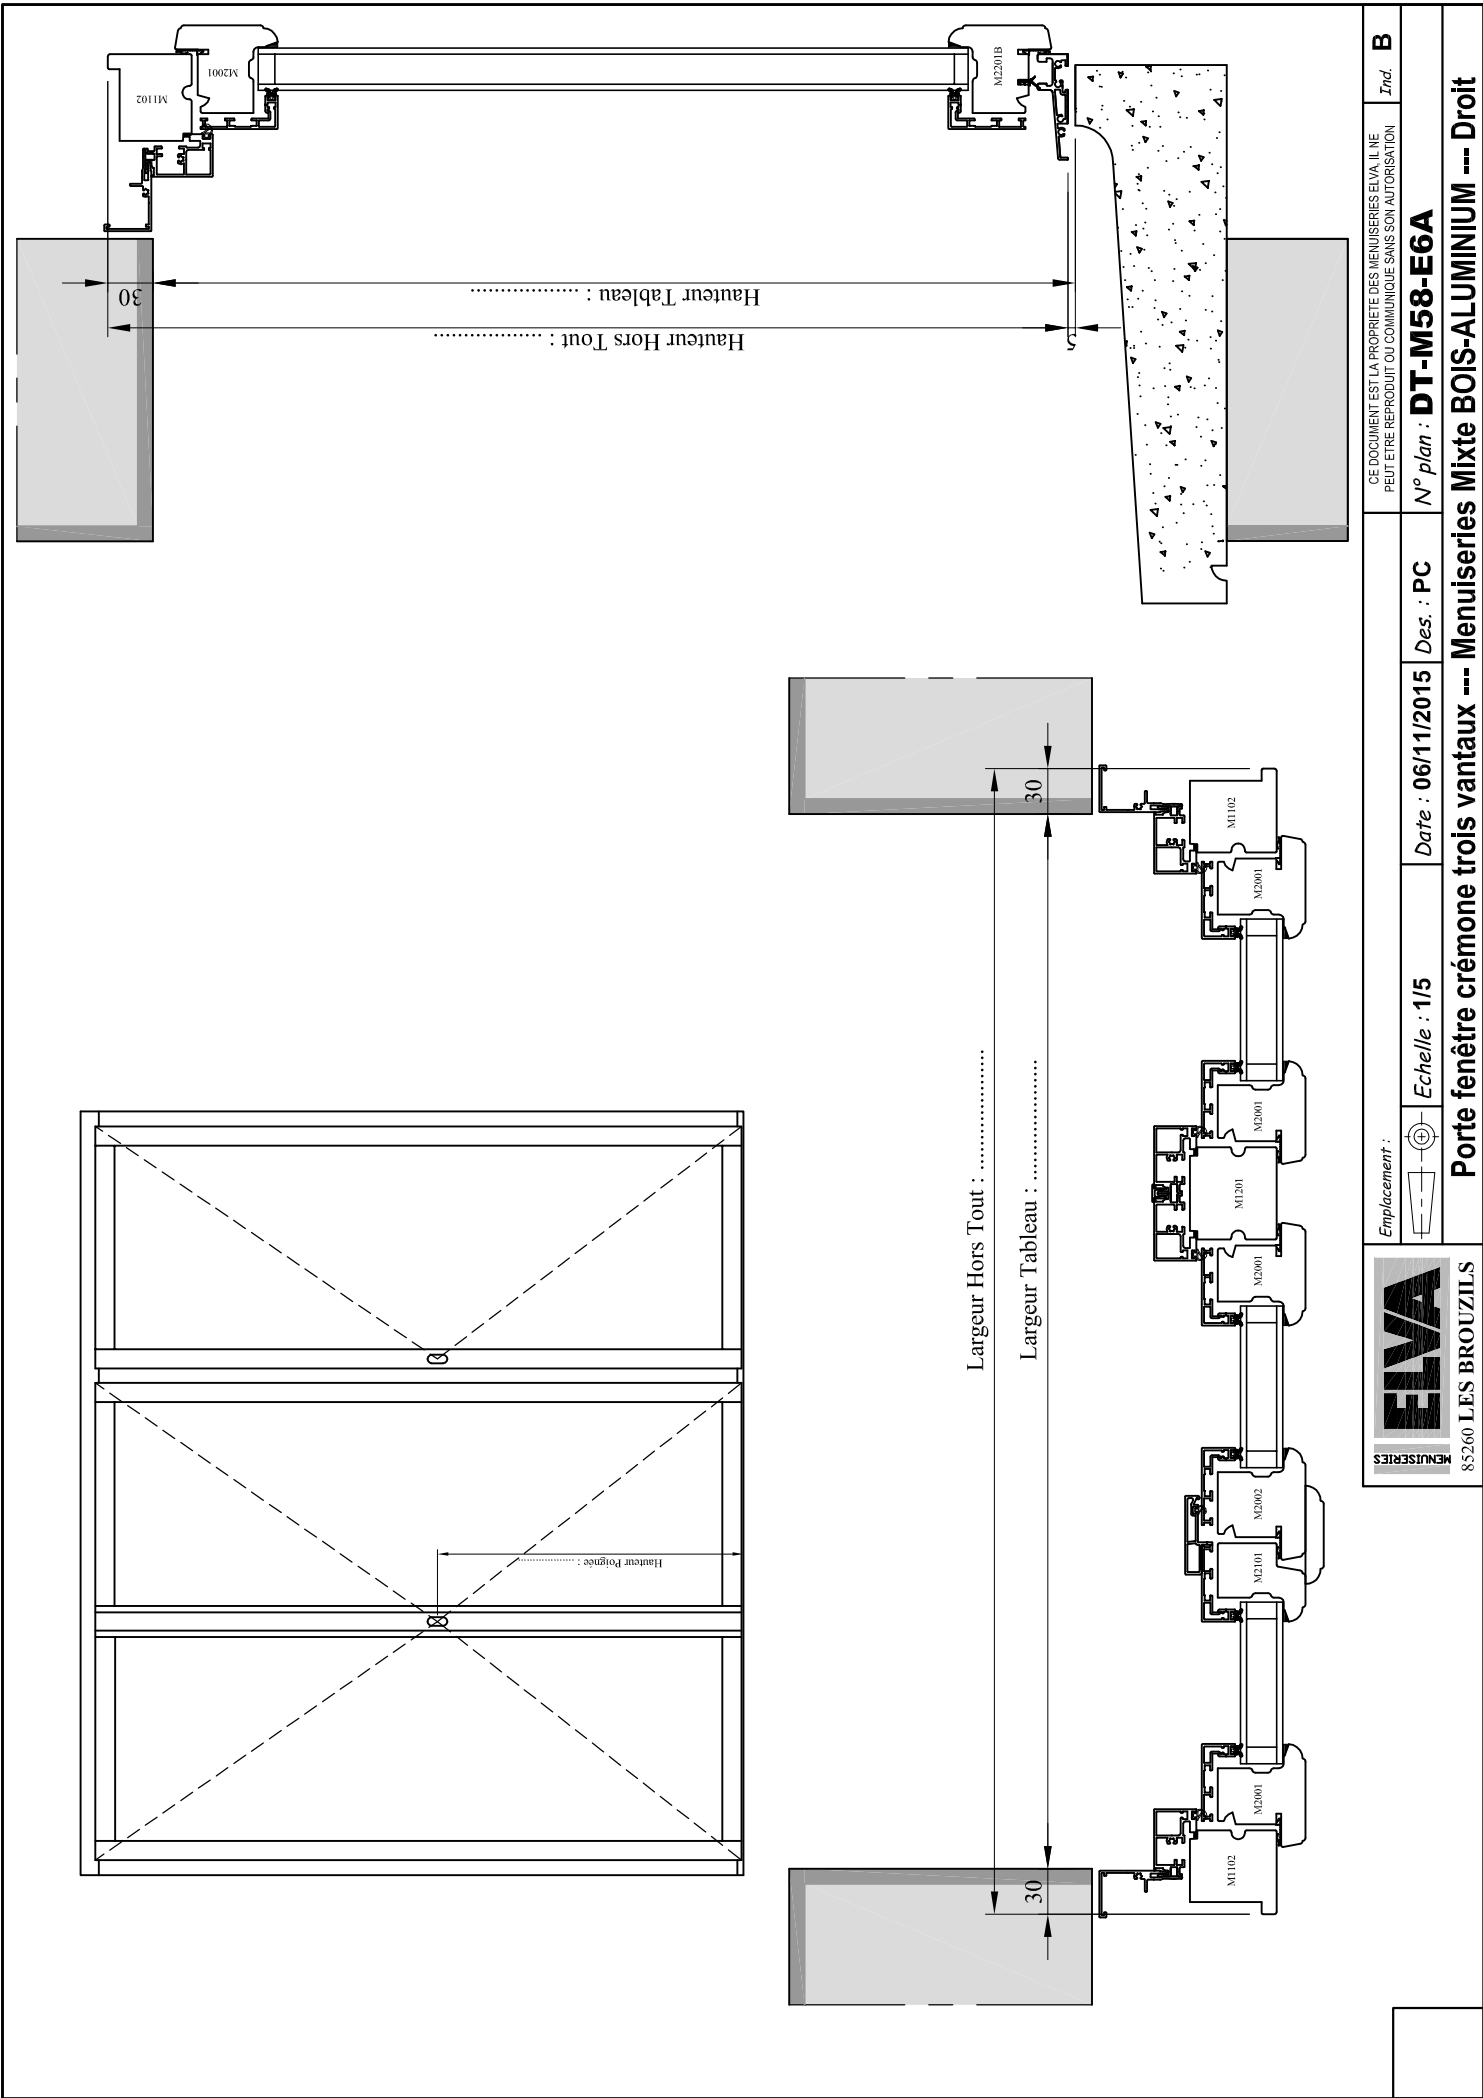 Hauteur Poignée : ....................
M1102
M2001
M2201B
30
Hauteur Tableau : ................
Hauteur Hors Tout : ................
5
Largeur Hors Tout : ..................
Largeur Tableau : .....................
30
30
M1102
M2001
M2101
M2002
M2001
M1201
M2001
M2001
M1102
MENUISERIES
ELVA
85260 LES BROUZILS
Emplacement :
CE DOCUMENT EST LA PROPRIETE DES MENUISERIES ELVA, IL NE
PEUT ETRE REPRODUIT OU COMMUNIQUE SANS SON AUTORISATION
Ind. B
Echelle : 1/5
Date : 06/11/2015
Des. : PC
N° plan : DT-M58-E6A
Porte fenêtre crémone trois vantaux --- Menuiseries Mixte BOIS-ALUMINIUM --- Droit